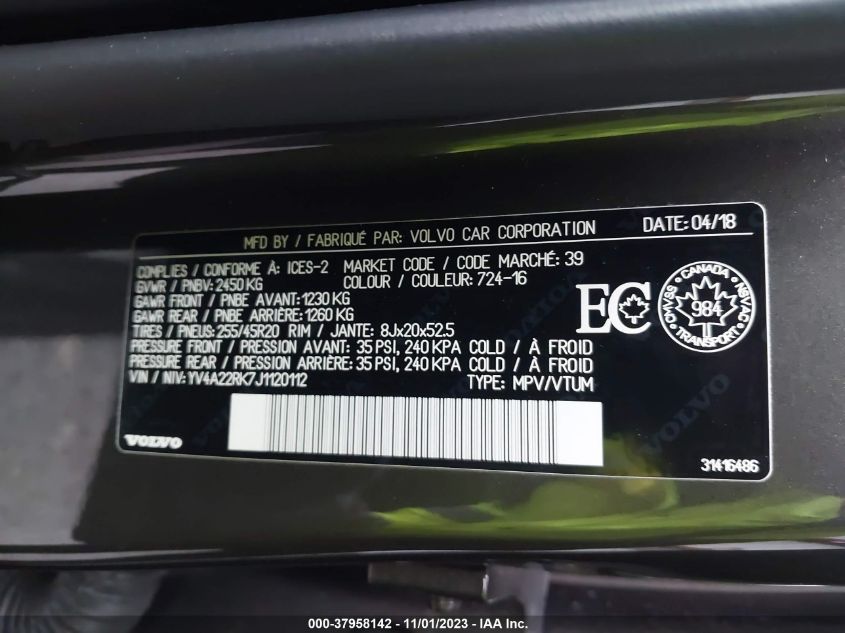 MFD BY / FABRIQUÉ PAR: VOLVO CAR CORPORATION DATE: 04/18
COMPLIES / CONFORME À: ICES-2 MARKET CODE / CODE MARCHÉ: 39
GVWR / PNBV: 2450 KG COLOUR / COULEUR: 724-16
GAWR FRONT / PNBE AVANT: 1230 KG
GAWR REAR / PNBE ARRIÈRE: 1260 KG
TIRES / PNEUS: 255/45R20 RIM / JANTE: 8Jx20x52.5
PRESSURE FRONT / PRESSION AVANT: 35 PSI, 240 KPA COLD / À FROID
PRESSURE REAR / PRESSION ARRIÈRE: 35 PSI, 240 KPA COLD / À FROID
VIN / NIV: YV4A22RK7J1120112 TYPE: MPV/VTUM
EC
CANADA
SSVAC NSVAC
984
TRANSPORT
VOLVO
31416486
000-37958142 - 11/01/2023 - IAA Inc.